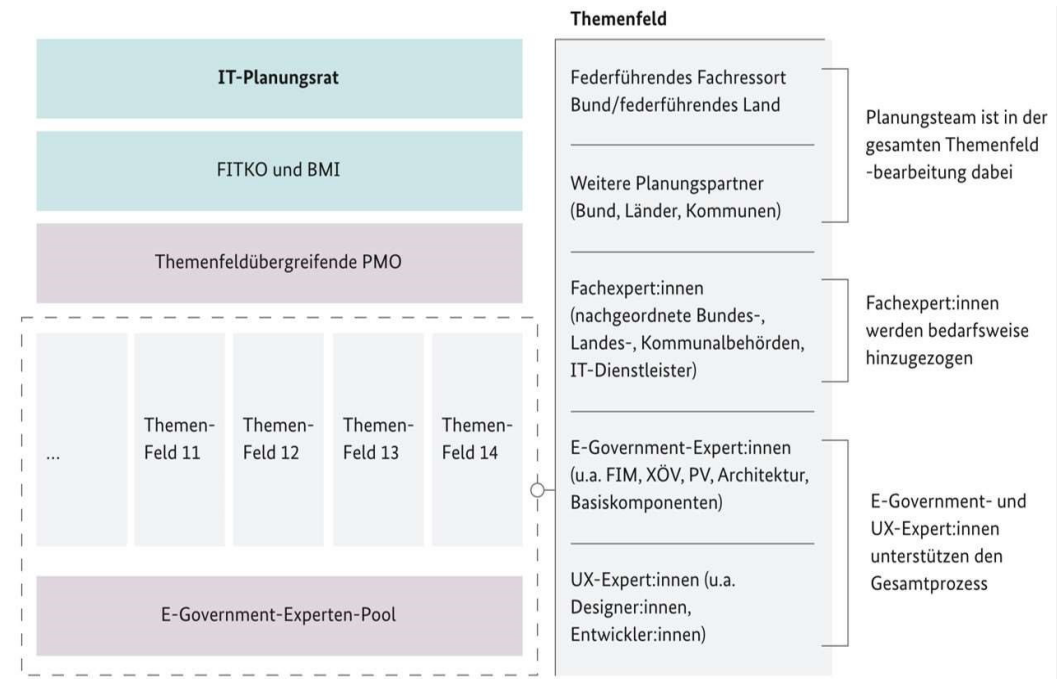 IT-Planungsrat
FITKO und BMI
Themenfeldübergreifende PMO
...
Themen-
Feld 11
Themen-
Feld 12
Themen-
Feld 13
Themen-
Feld 14
E-Government-Experten-Pool
Themenfeld
Federführendes Fachressort
Bund/federführendes Land
Weitere Planungspartner
(Bund, Länder, Kommunen)
Fachexpert:innen
(nachgeordnete Bundes-,
Landes-, Kommunalbehörden,
IT-Dienstleister)
E-Government-Expert:innen
(u.a. FIM, XÖV, PV, Architektur,
Basiskomponenten)
UX-Expert:innen (u.a.
Designer:innen,
Entwickler:innen)
Planungsteam ist in der
gesamten Themenfeld
-bearbeitung dabei
Fachexpert:innen
werden bedarfsweise
hinzugezogen
E-Government- und
UX-Expert:innen
unterstützen den
Gesamtprozess